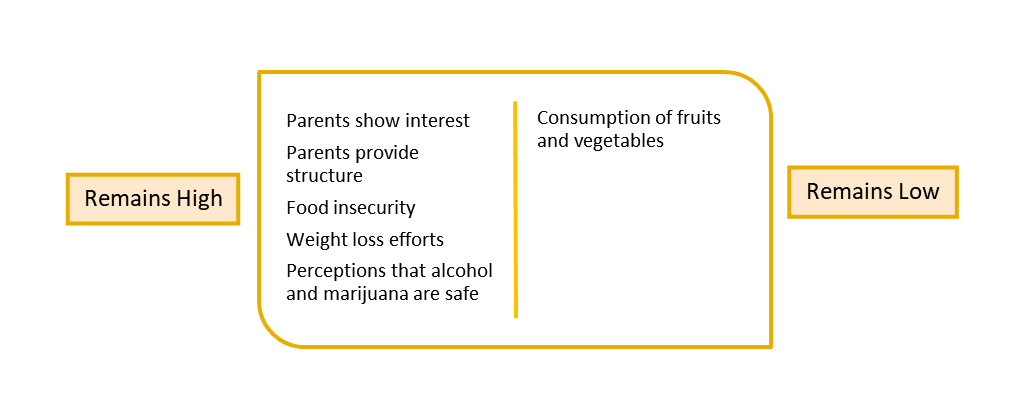 Remains High
Parents show interest
Parents provide
structure
Food insecurity
Weight loss efforts
Perceptions that alcohol
and marijuana are safe
Consumption of fruits
and vegetables
Remains Low